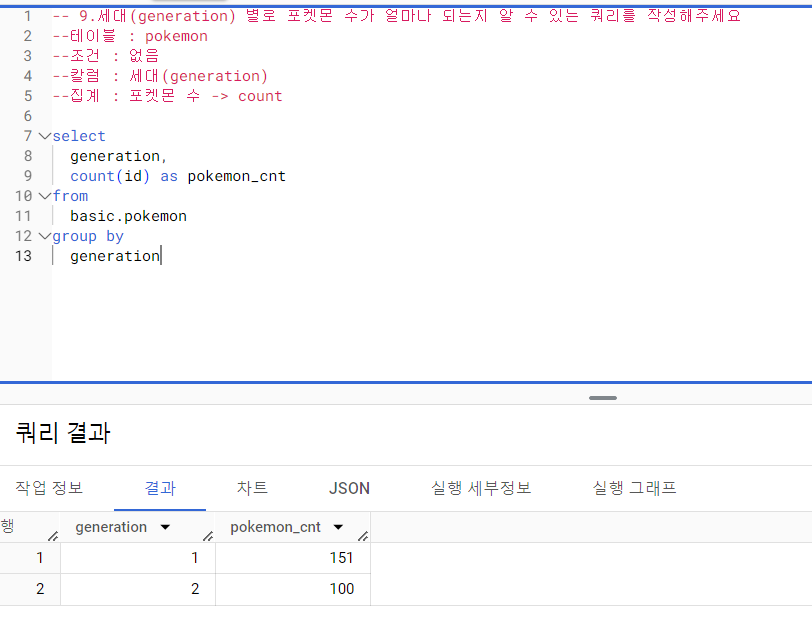 1 -- 9.세대(generation) 별로 포켓몬 수가 얼마나 되는지 알 수 있는 쿼리를 작성해주세요
2 --테이블 : pokemon
3 --조건 : 없음
4 --칼럼 : 세대(generation)
5 --집계 : 포켓몬 수 -> count
6
7 select
8 generation,
9 count(id) as pokemon_cnt
10 from
11 basic.pokemon
12 group by
13 generation
쿼리 결과
작업 정보 결과 차트 JSON 실행 세부정보 실행 그래프
행 generation pokemon_cnt
1 1 151
2 2 100